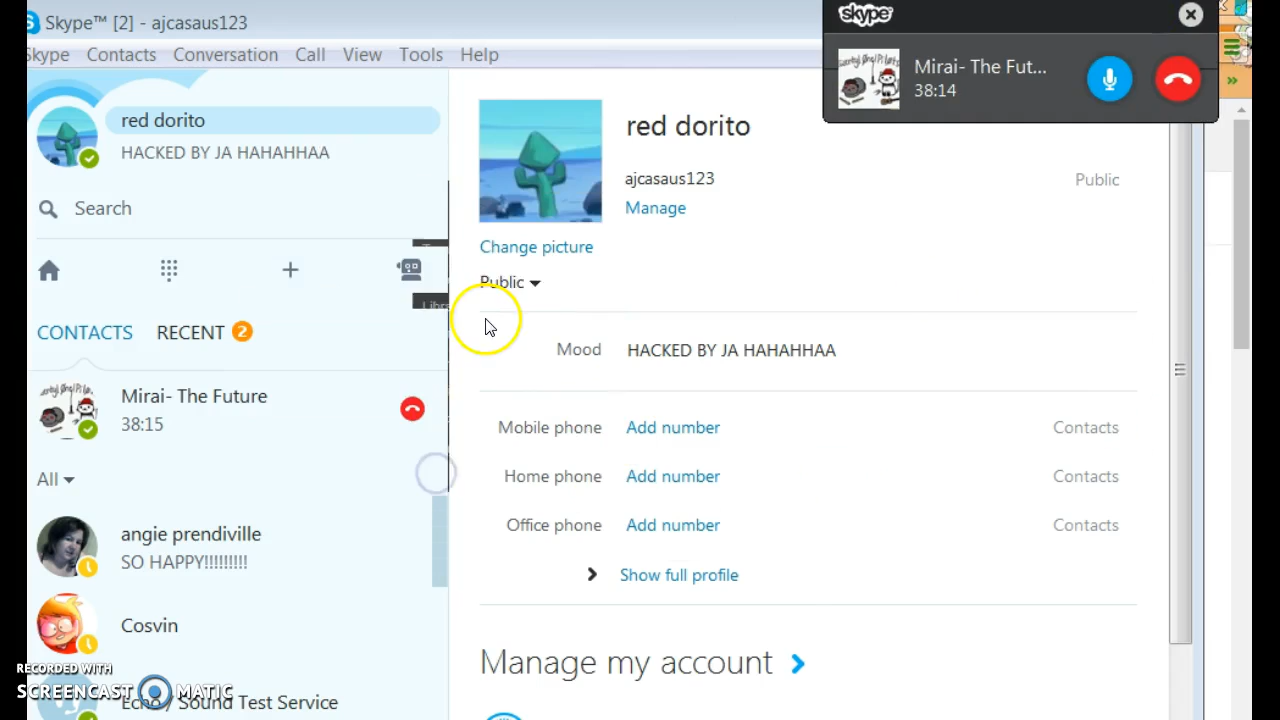 Skype™ [2] - ajcasaus123
Skype Contacts Conversation Call View Tools Help
skype
Mirai- The Fut...
38:14
red dorito
HACKED BY JA HAHAHHAA
Search
CONTACTS RECENT 2
Mirai- The Future
38:15
All
angie prendiville
SO HAPPY!!!!!!!!!
Cosvin
Echo / Sound Test Service
red dorito
ajcasaus123
Public
Manage
Change picture
Public
Mood HACKED BY JA HAHAHHAA
Mobile phone Add number Contacts
Home phone Add number Contacts
Office phone Add number Contacts
Show full profile
Manage my account
RECORDED WITH
SCREENCAST MATIC